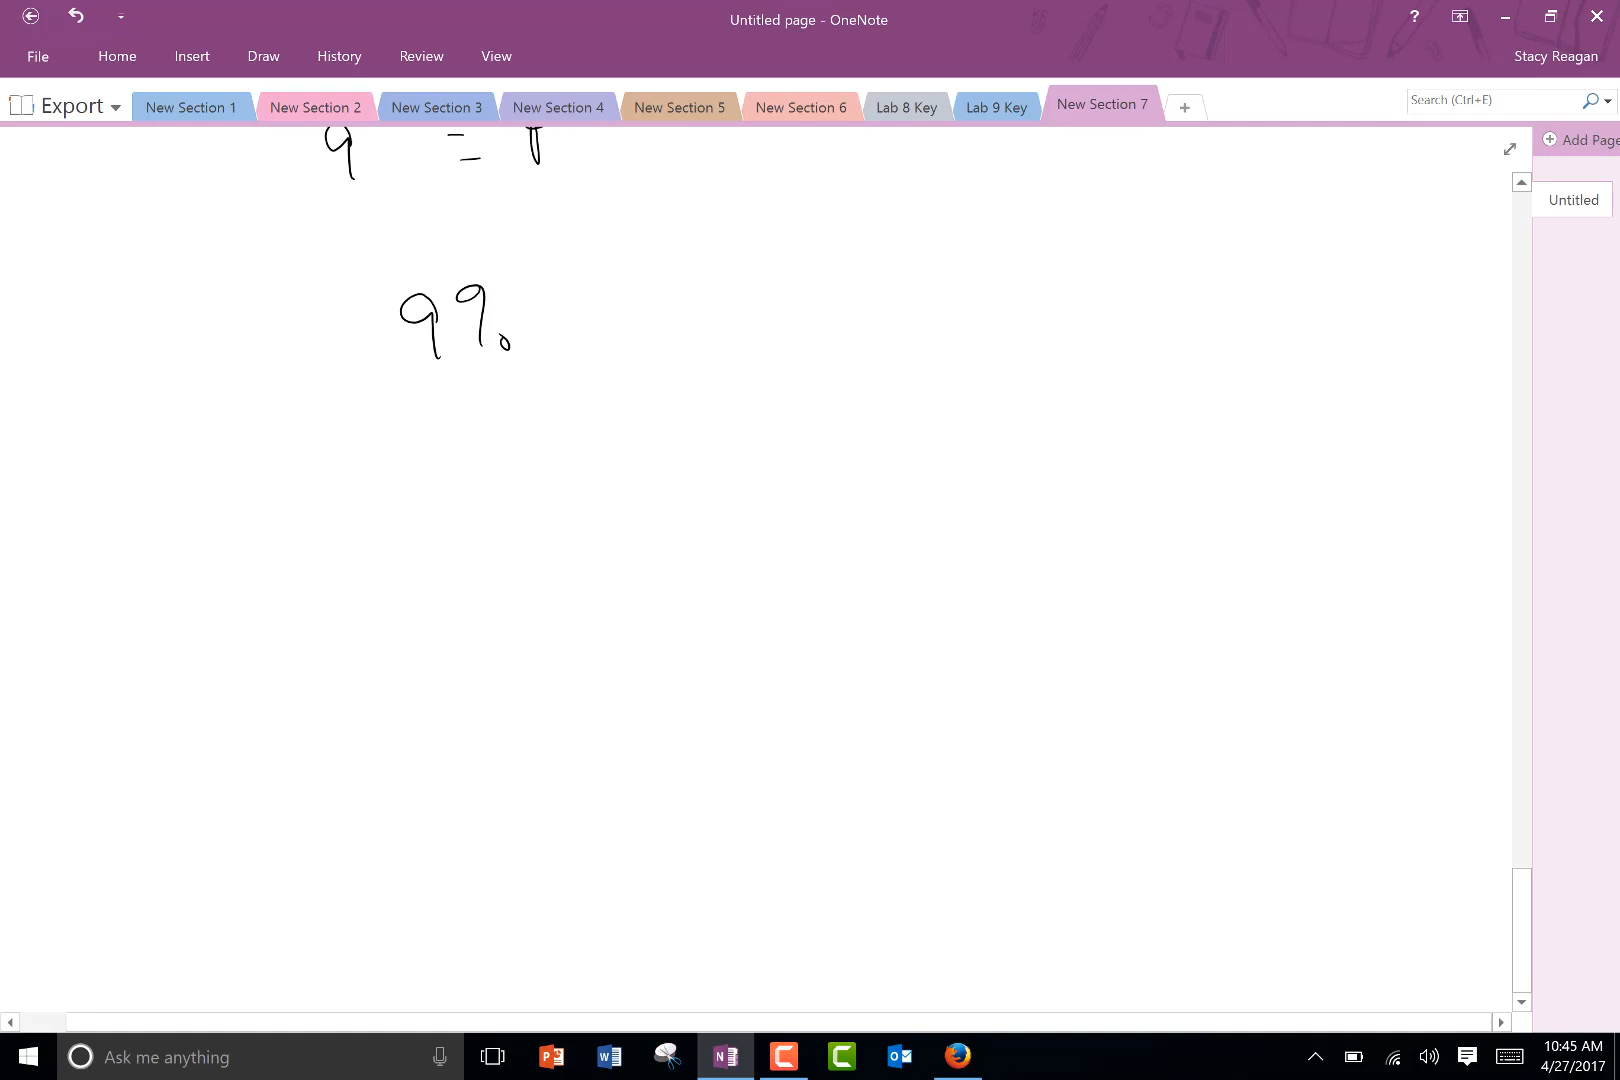 Untitled page - OneNote
?
File Home Insert Draw History Review View
Stacy Reagan
Export New Section 1 New Section 2 New Section 3 New Section 4 New Section 5 New Section 6 Lab 8 Key Lab 9 Key New Section 7 +
Search (Ctrl+E)
Add Page
9 =
Untitled
9%
Ask me anything
10:45 AM
4/27/2017